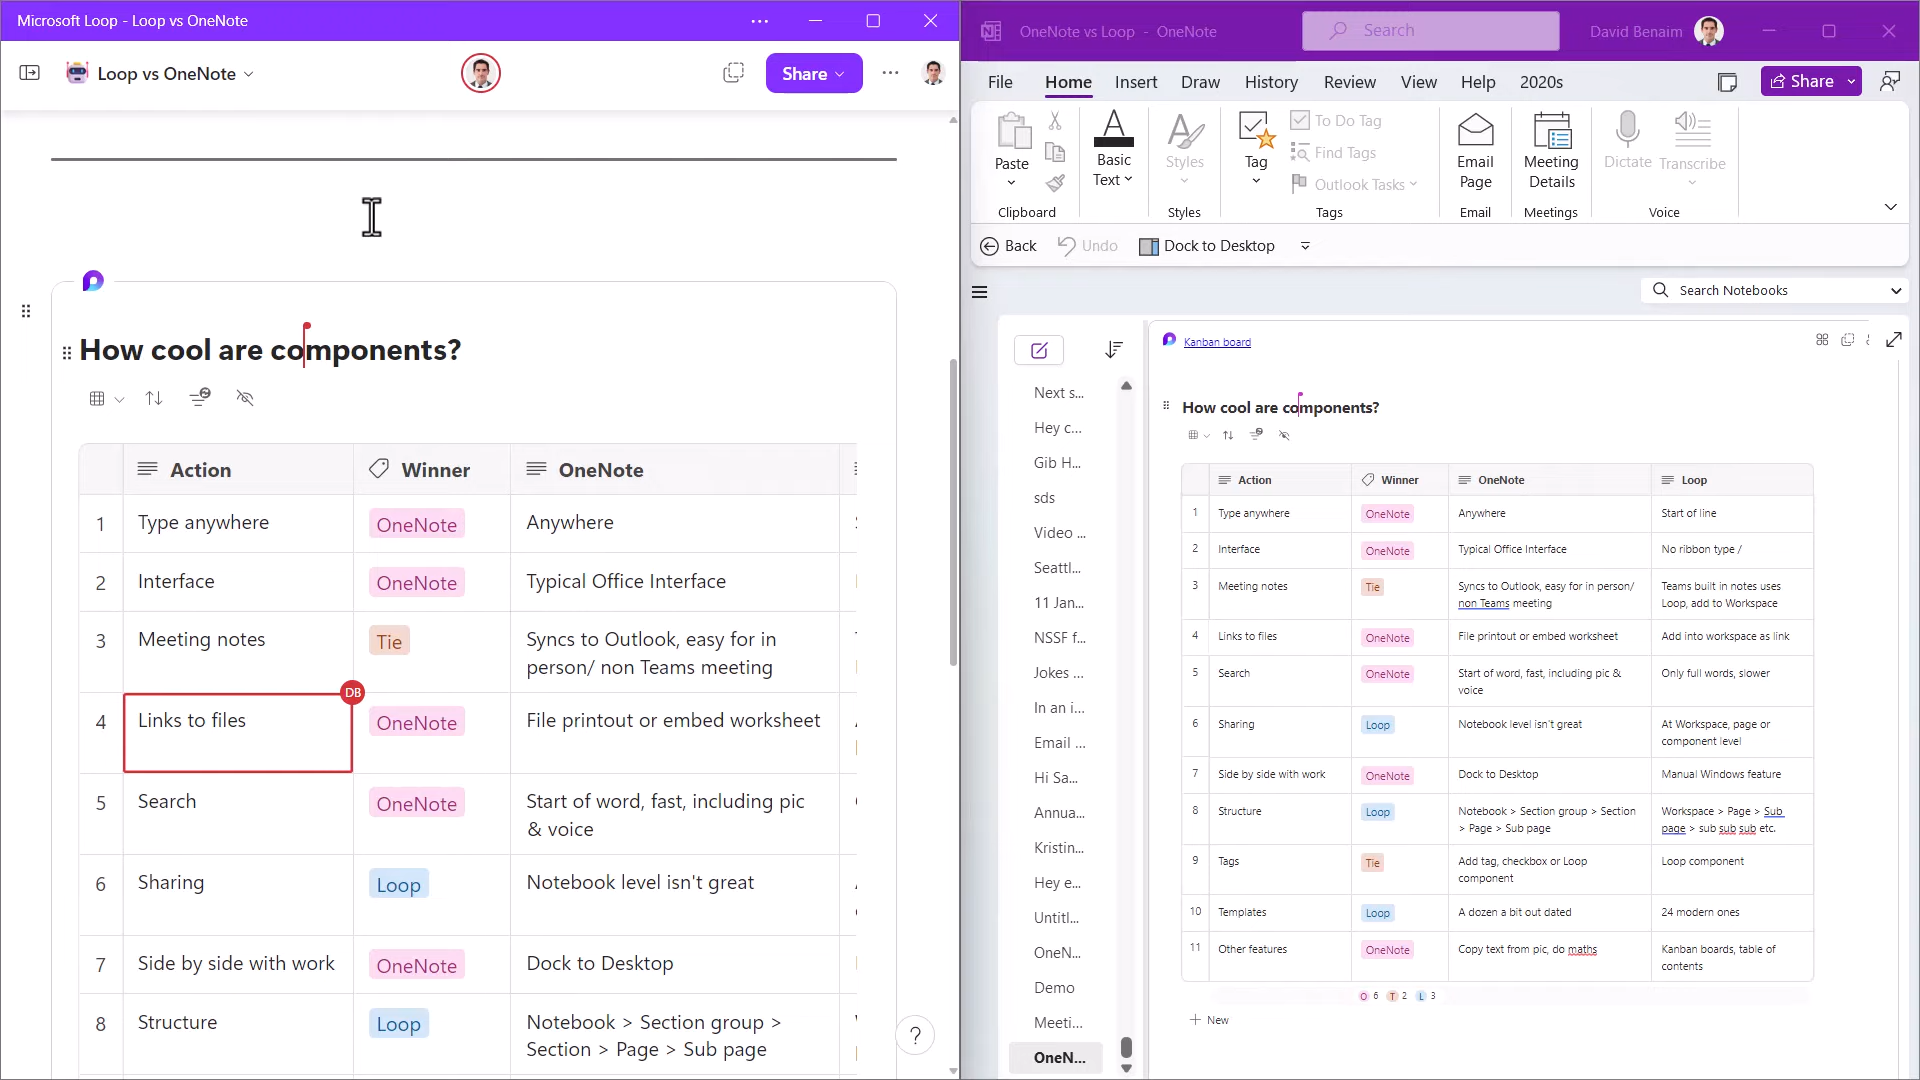 Microsoft Loop - Loop vs OneNote
Loop vs OneNote
Share
How cool are components?
Action Winner OneNote
1 Type anywhere OneNote Anywhere
2 Interface OneNote Typical Office Interface
3 Meeting notes Tie Syncs to Outlook, easy for in
person/ non Teams meeting
DB
4 Links to files OneNote File printout or embed worksheet
5 Search OneNote Start of word, fast, including pic
& voice
6 Sharing Loop Notebook level isn't great
7 Side by side with work OneNote Dock to Desktop
8 Structure Loop Notebook > Section group >
Section > Page > Sub page
?
OneNote vs Loop - OneNote
Search
David Benaim
File Home Insert Draw History Review View Help 2020s
Share
Paste
Clipboard
Basic
Text
Styles
Styles
Tag
To Do Tag
Find Tags
Outlook Tasks
Tags
Email
Page
Email
Meeting
Details
Meetings
Dictate
Transcribe
Voice
Back Undo Dock to Desktop
Search Notebooks
Next s...
Hey c...
Gib H...
sds
Video ...
Seattl...
11 Jan...
NSSF f...
Jokes ...
In an i...
Email ...
Hi Sa...
Annua...
Kristin...
Hey e...
Untitl...
OneN...
Demo
Meeti...
OneN...
Kanban board
How cool are components?
Action Winner OneNote Loop
1 Type anywhere OneNote Anywhere Start of line
2 Interface OneNote Typical Office Interface No ribbon type /
3 Meeting notes Tie Syncs to Outlook, easy for in person/ Teams built in notes uses
non Teams meeting Loop, add to Workspace
4 Links to files OneNote File printout or embed worksheet Add into workspace as link
5 Search OneNote Start of word, fast, including pic & Only full words, slower
voice
6 Sharing Loop Notebook level isn't great At Workspace, page or
component level
7 Side by side with work OneNote Dock to Desktop Manual Windows feature
8 Structure Loop Notebook > Section group > Section Workspace > Page > Sub
> Page > Sub page page > sub sub sub etc.
9 Tags Tie Add tag, checkbox or Loop Loop component
component
10 Templates Loop A dozen a bit out dated 24 modern ones
11 Other features OneNote Copy text from pic, do maths Kanban boards, table of
contents
O 6 T 2 L 3
New